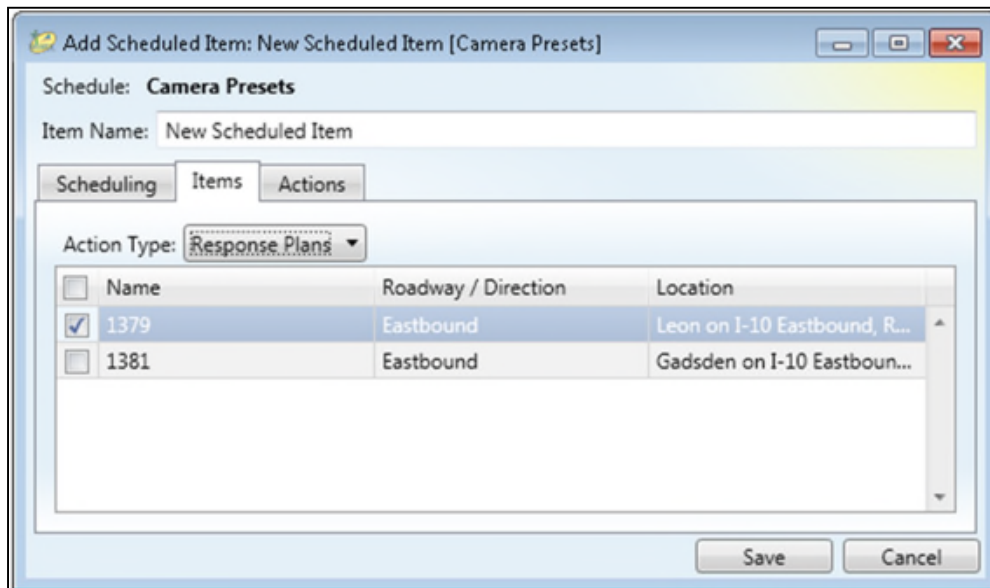 Add Scheduled Item: New Scheduled Item [Camera Presets]
Schedule: Camera Presets
Item Name: New Scheduled Item
Scheduling Items Actions
Action Type: Response Plans
Name Roadway / Direction Location
1379 Eastbound Leon on I-10 Eastbound, R...
1381 Eastbound Gadsden on I-10 Eastboun...
Save Cancel